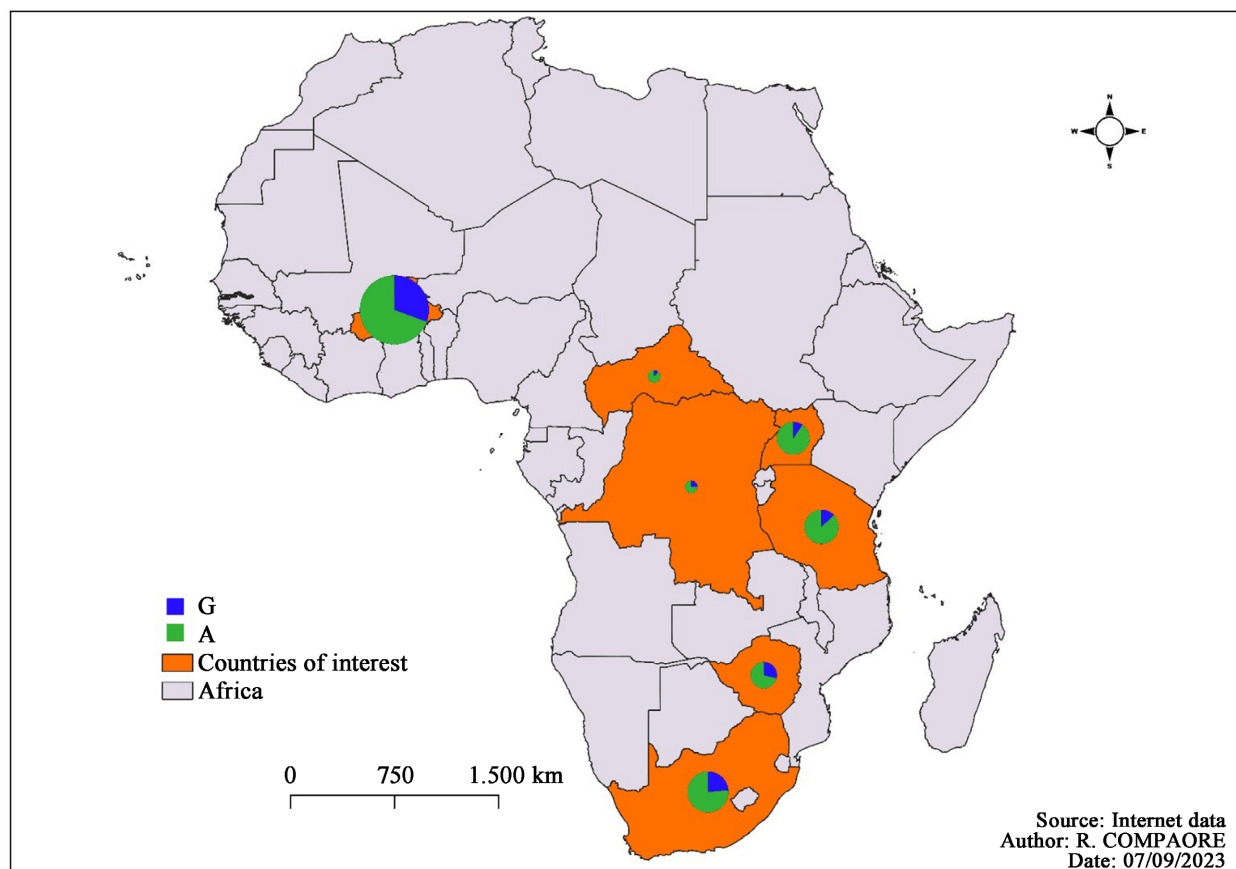 N
W E
S
G
A
Countries of interest
Africa
0 750 1.500 km
Source: Internet data
Author: R. COMPAORE
Date: 07/09/2023